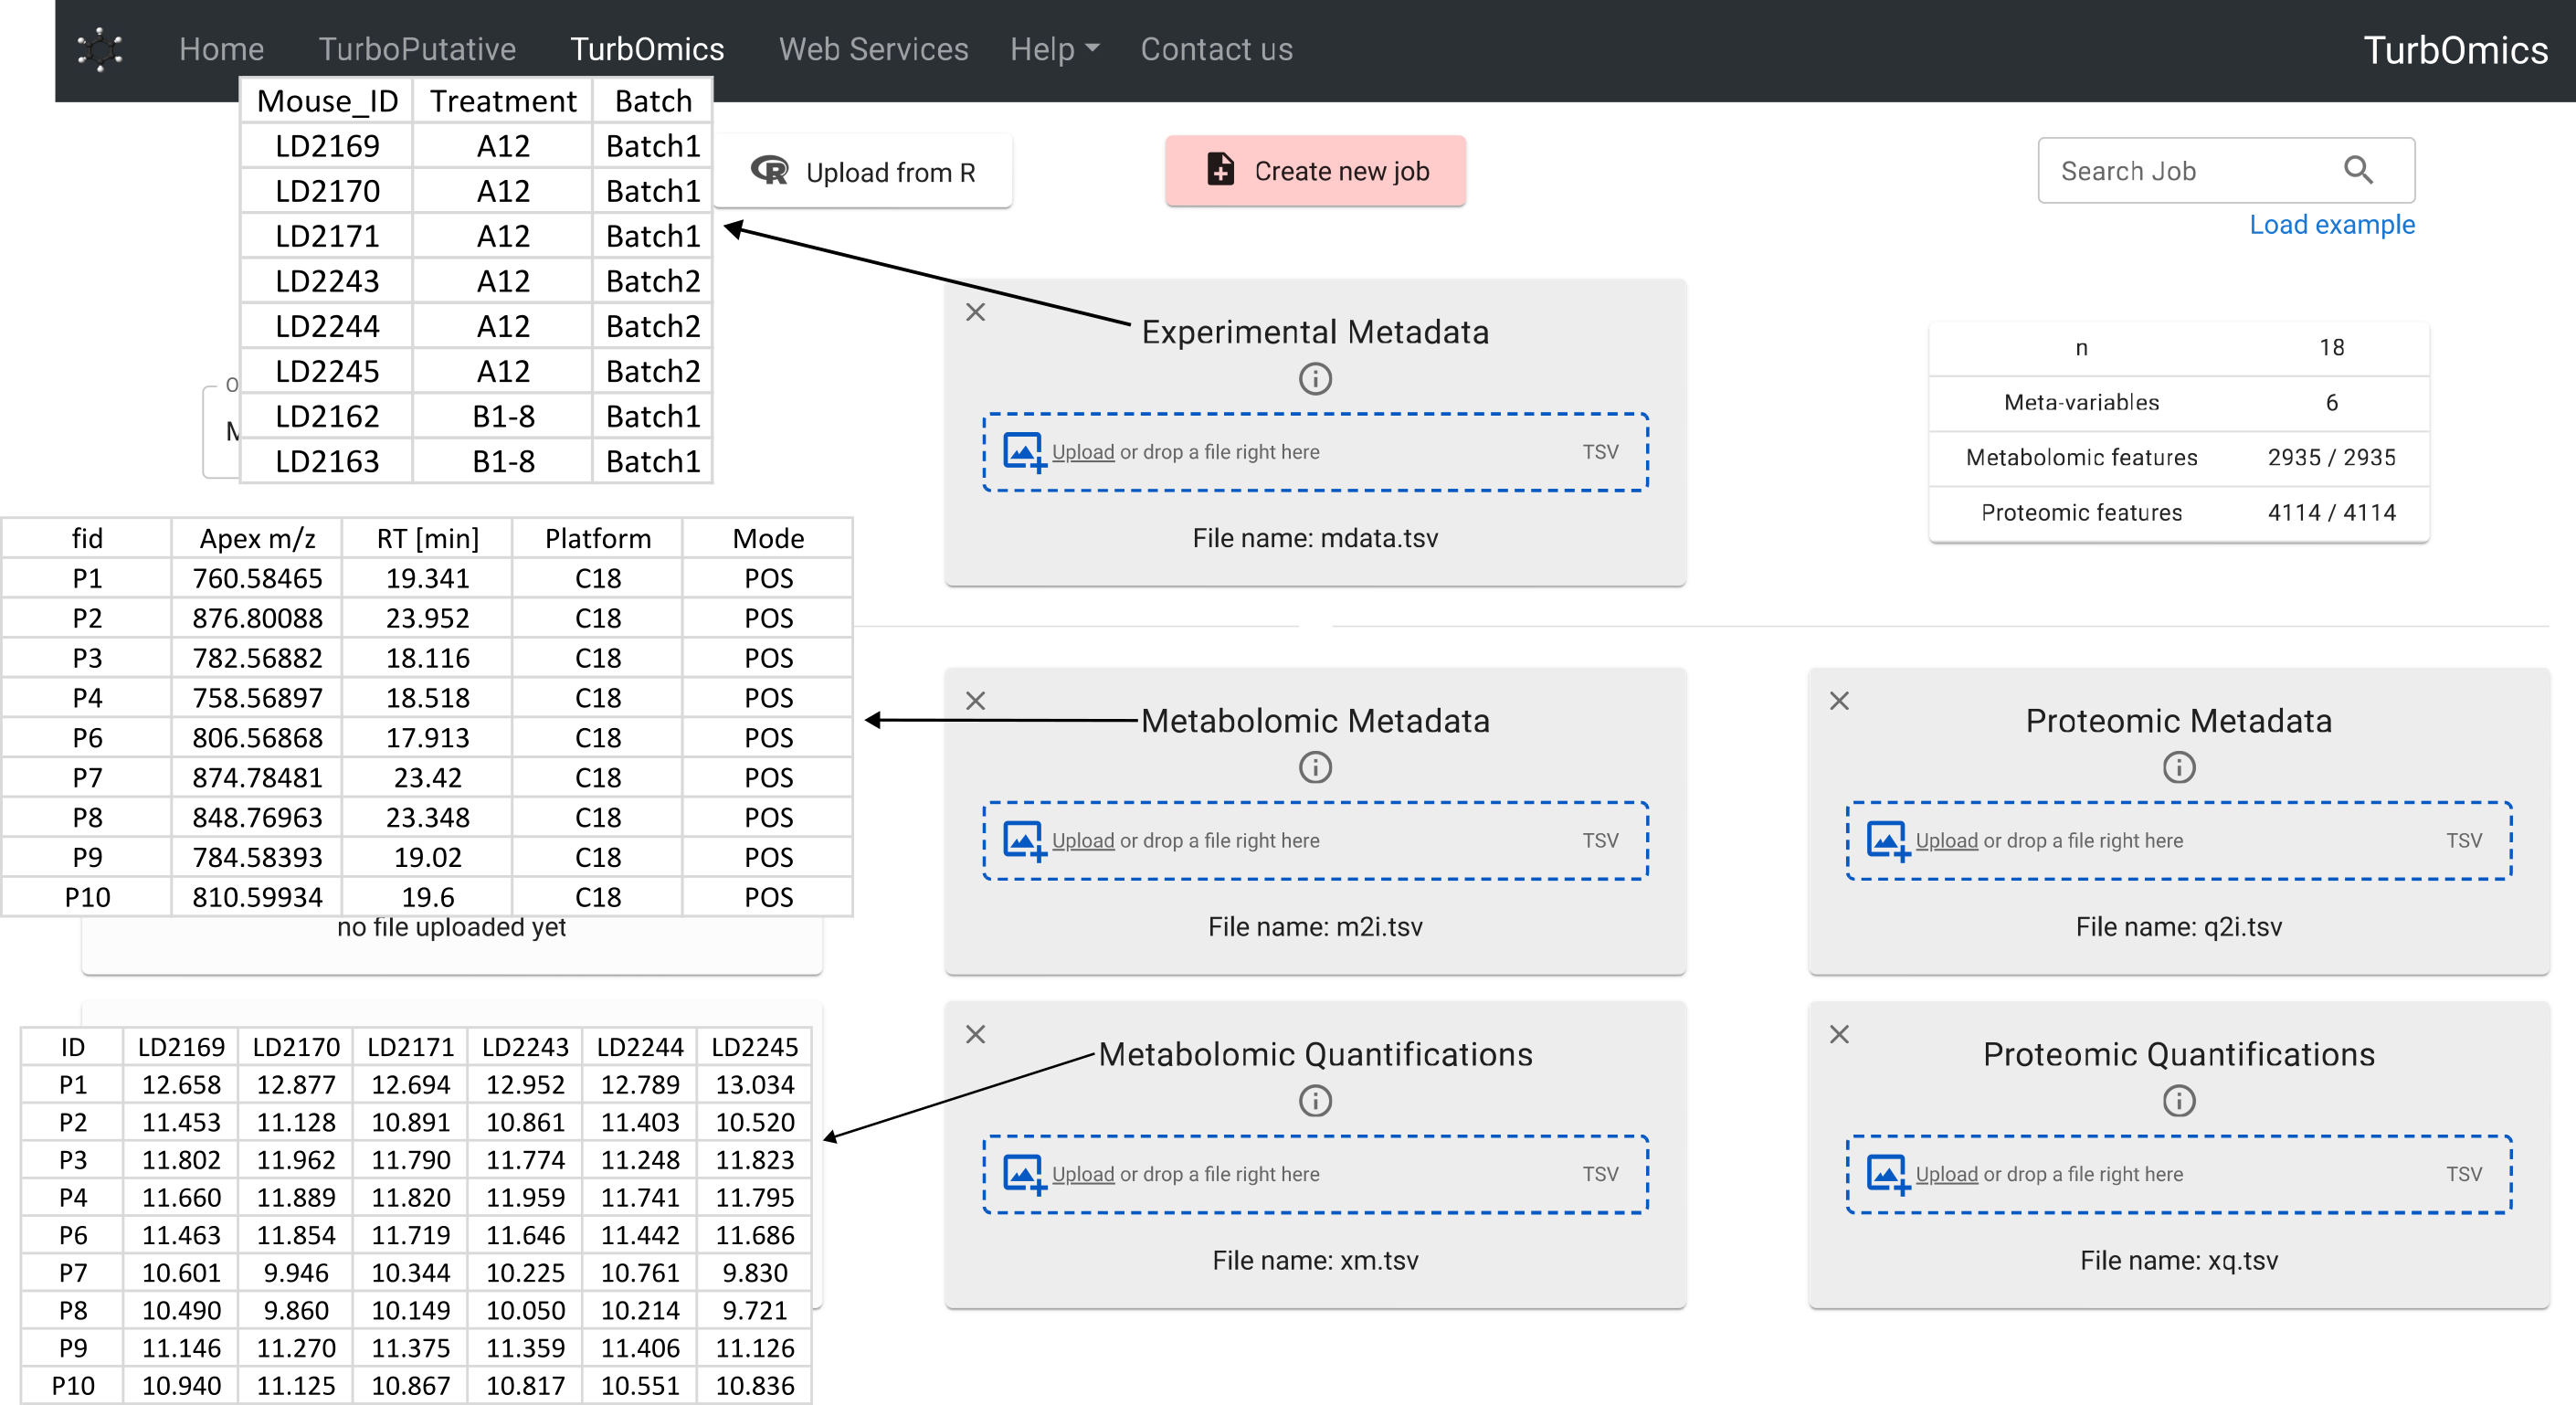 Home TurboPutative TurbOmics Web Services Help Contact us TurbOmics
Mouse_ID Treatment Batch
LD2169 A12 Batch1
LD2170 A12 Batch1
LD2171 A12 Batch1
LD2243 A12 Batch2
LD2244 A12 Batch2
LD2245 A12 Batch2
LD2162 B1-8 Batch1
LD2163 B1-8 Batch1
Upload from R
Create new job
Search Job
Load example
Experimental Metadata
Upload or drop a file right here TSV
File name: mdata.tsv
n 18
Meta-variables 6
Metabolomic features 2935 / 2935
Proteomic features 4114 / 4114
fid Apex m/z RT [min] Platform Mode
P1 760.58465 19.341 C18 POS
P2 876.80088 23.952 C18 POS
P3 782.56882 18.116 C18 POS
P4 758.56897 18.518 C18 POS
P6 806.56868 17.913 C18 POS
P7 874.78481 23.42 C18 POS
P8 848.76963 23.348 C18 POS
P9 784.58393 19.02 C18 POS
P10 810.59934 19.6 C18 POS
no file uploaded yet
Metabolomic Metadata
Upload or drop a file right here TSV
File name: m2i.tsv
Proteomic Metadata
Upload or drop a file right here TSV
File name: q2i.tsv
ID LD2169 LD2170 LD2171 LD2243 LD2244 LD2245
P1 12.658 12.877 12.694 12.952 12.789 13.034
P2 11.453 11.128 10.891 10.861 11.403 10.520
P3 11.802 11.962 11.790 11.774 11.248 11.823
P4 11.660 11.889 11.820 11.959 11.741 11.795
P6 11.463 11.854 11.719 11.646 11.442 11.686
P7 10.601 9.946 10.344 10.225 10.761 9.830
P8 10.490 9.860 10.149 10.050 10.214 9.721
P9 11.146 11.270 11.375 11.359 11.406 11.126
P10 10.940 11.125 10.867 10.817 10.551 10.836
Metabolomic Quantifications
Upload or drop a file right here TSV
File name: xm.tsv
Proteomic Quantifications
Upload or drop a file right here TSV
File name: xq.tsv